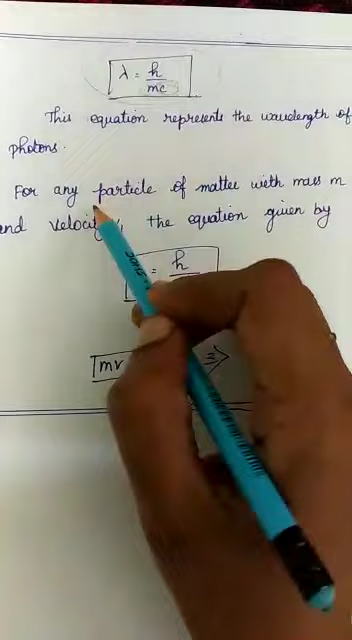 λ = h/mc
This equation represents the wavelength of
photons.
For any particle of matter with mass m
and velocity, the equation given by
= h
mv